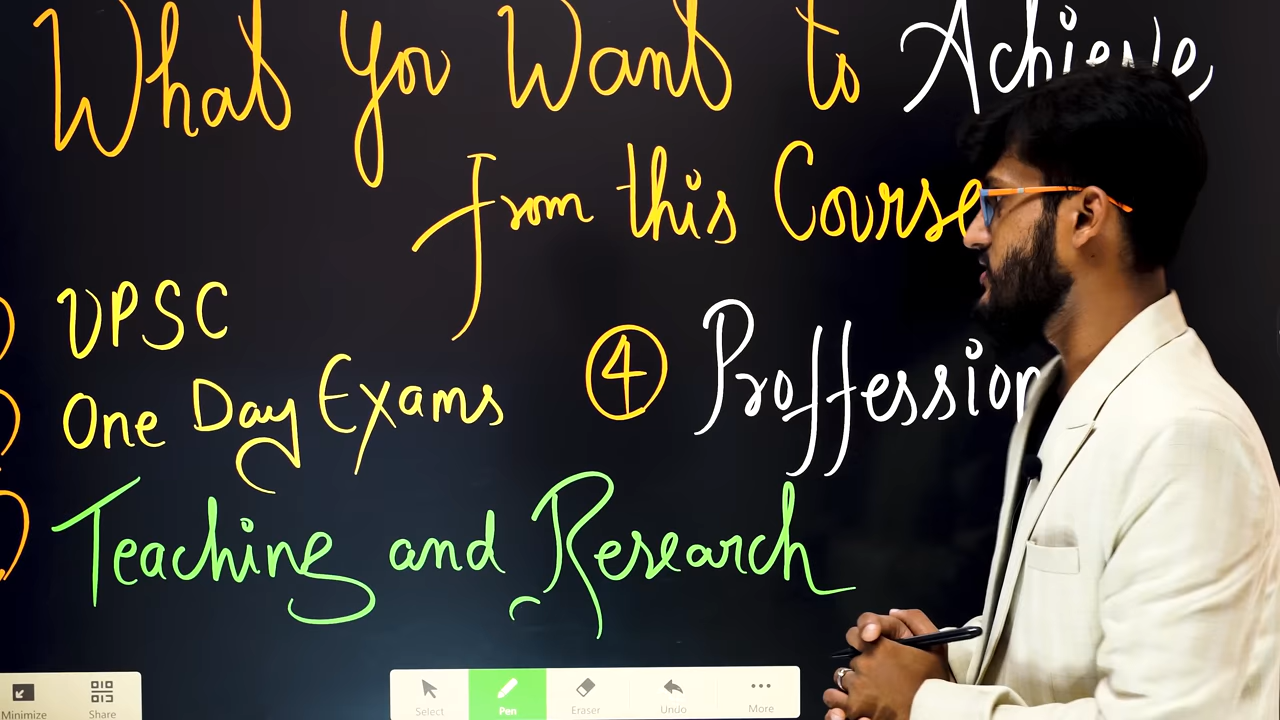 What you Want to Achieve,
from this Course
UPSC
One Day Exams
④ Proffession
Teaching and Research
Minimize
Share
Select
Pen
Eraser
Undo
More